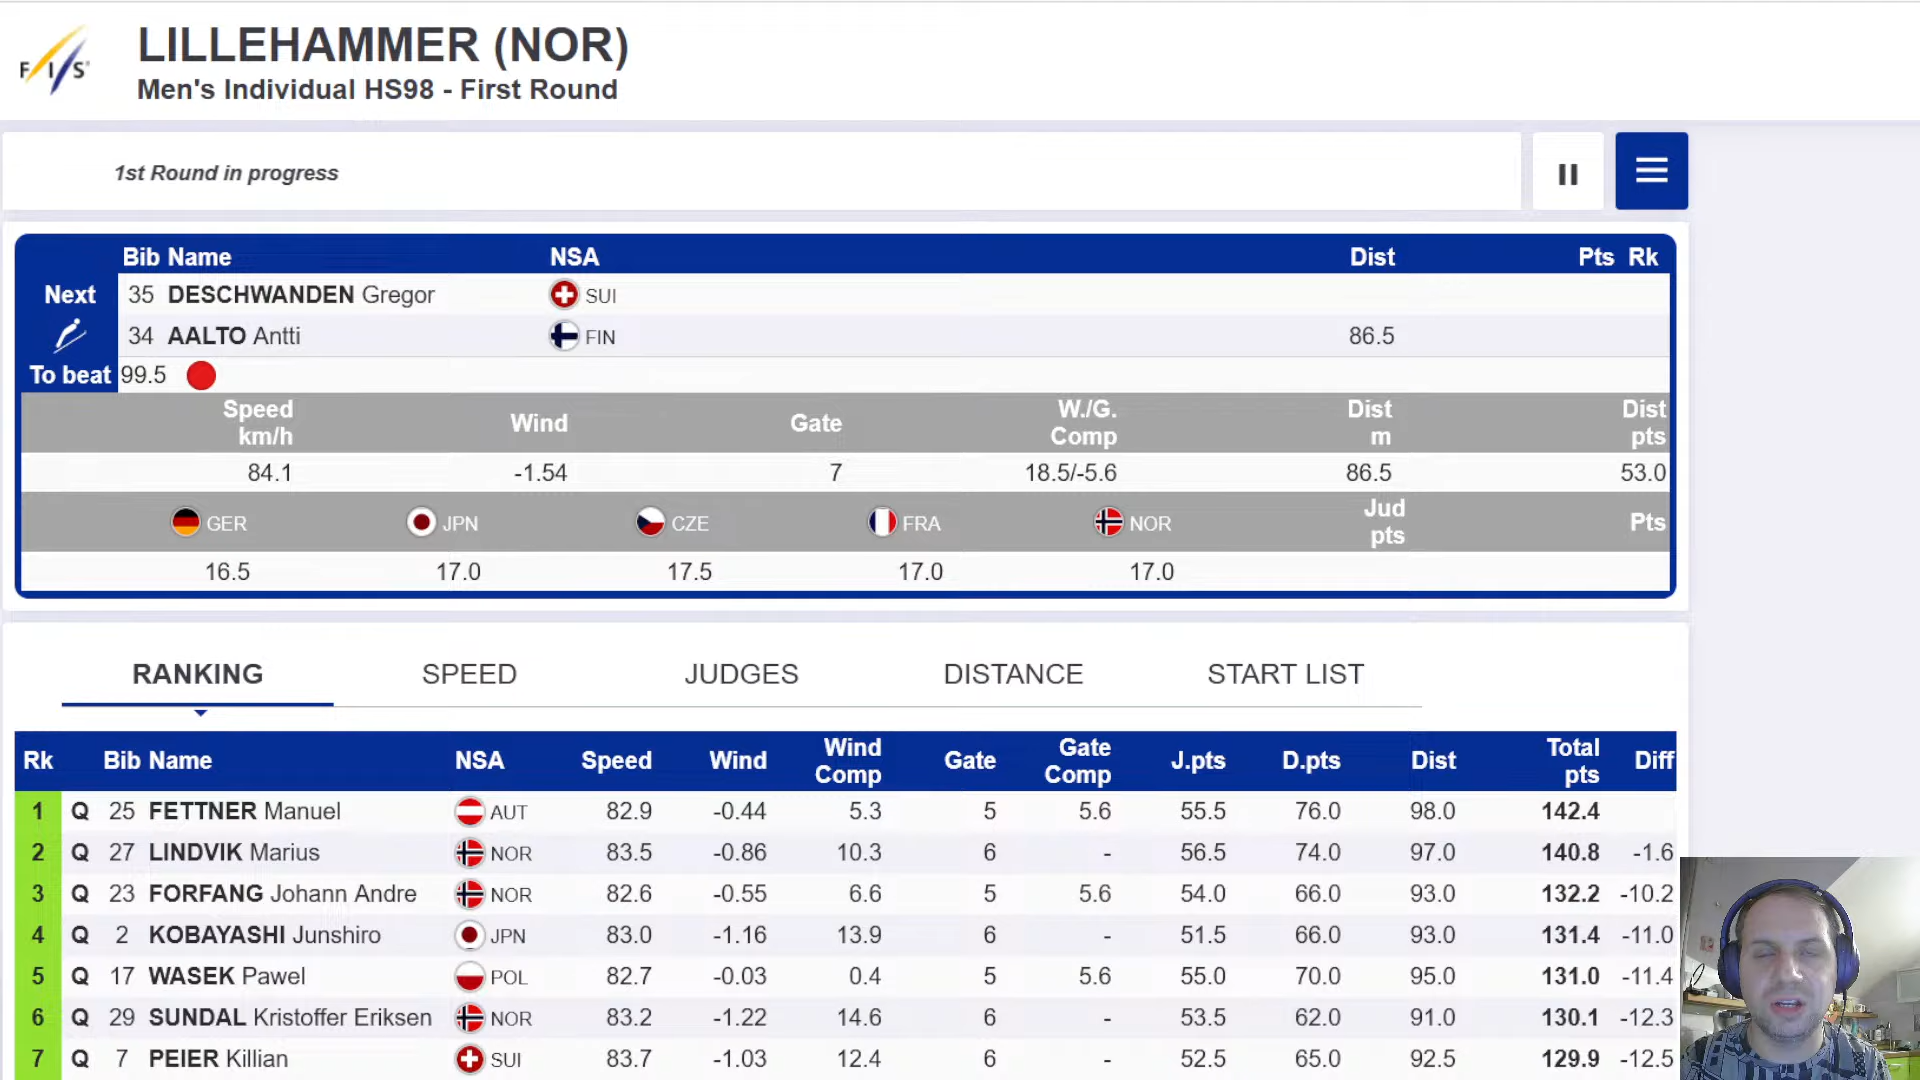 FIS
LILLEHAMMER (NOR)
Men's Individual HS98 - First Round
1st Round in progress
Bib Name NSA Dist Pts Rk
Next 35 DESCHWANDEN Gregor SUI
34 AALTO Antti FIN 86.5
To beat 99.5
Speed km/h Wind Gate W./G. Comp Dist m Dist pts
84.1 -1.54 7 18.5/-5.6 86.5 53.0
GER JPN CZE FRA NOR Jud pts Pts
16.5 17.0 17.5 17.0 17.0
RANKING SPEED JUDGES DISTANCE START LIST
Rk Bib Name NSA Speed Wind Wind Comp Gate Gate Comp J.pts D.pts Dist Total pts Diff
1 Q 25 FETTNER Manuel AUT 82.9 -0.44 5.3 5 5.6 55.5 76.0 98.0 142.4
2 Q 27 LINDVIK Marius NOR 83.5 -0.86 10.3 6 - 56.5 74.0 97.0 140.8 -1.6
3 Q 23 FORFANG Johann Andre NOR 82.6 -0.55 6.6 5 5.6 54.0 66.0 93.0 132.2 -10.2
4 Q 2 KOBAYASHI Junshiro JPN 83.0 -1.16 13.9 6 - 51.5 66.0 93.0 131.4 -11.0
5 Q 17 WASEK Pawel POL 82.7 -0.03 0.4 5 5.6 55.0 70.0 95.0 131.0 -11.4
6 Q 29 SUNDAL Kristoffer Eriksen NOR 83.2 -1.22 14.6 6 - 53.5 62.0 91.0 130.1 -12.3
7 Q 7 PEIER Killian SUI 83.7 -1.03 12.4 6 - 52.5 65.0 92.5 129.9 -12.5